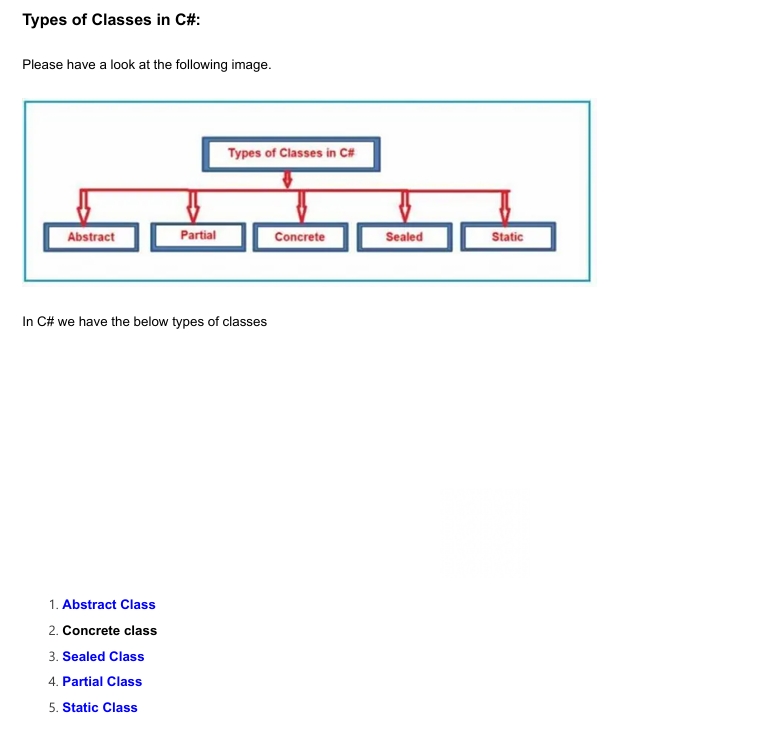 Types of Classes in C#:
Please have a look at the following image.
Types of Classes in C#
Abstract
Partial
Concrete
Sealed
Static
In C# we have the below types of classes
1. Abstract Class
2. Concrete class
3. Sealed Class
4. Partial Class
5. Static Class